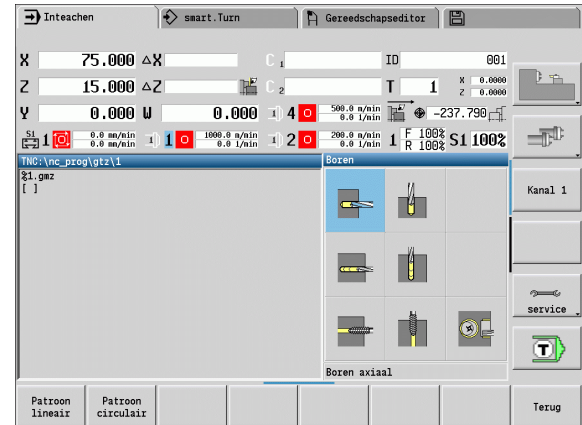 Inteachen
smart.Turn
Gereedschapseditor
X 75.000 △X C 1 ID 001
Z 15.000 △Z C 2 T 1 X 0.0000
Z 0.0000
Y 0.000 U 0.000 4 500.0 m/min
0.0 1/min
-237.790
S1 1 0.0 mm/min
0.0 mm/min
1 1 1000.0 m/min
0.0 1/min
2 200.0 m/min
0.0 1/min
1 F 100%
R 100%
S1 100%
TNC:\nc_prog\gtz\1
Boren
%1.gmz
[ ]
Kanal 1
service
T
Boren axiaal
Patroon
lineair
Patroon
circulair
Terug